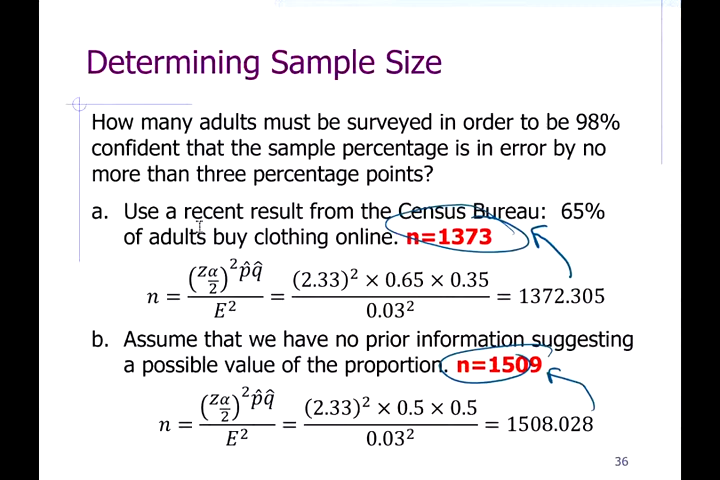 Determining Sample Size
How many adults must be surveyed in order to be 98%
confident that the sample percentage is in error by no
more than three percentage points?
a. Use a recent result from the Census Bureau: 65%
of adults buy clothing online. n=1373
n = (z_{α/2})² p̂q̂ / E² = (2.33)² × 0.65 × 0.35 / 0.03² = 1372.305
b. Assume that we have no prior information suggesting
a possible value of the proportion. n=1509
n = (z_{α/2})² p̂q̂ / E² = (2.33)² × 0.5 × 0.5 / 0.03² = 1508.028
36